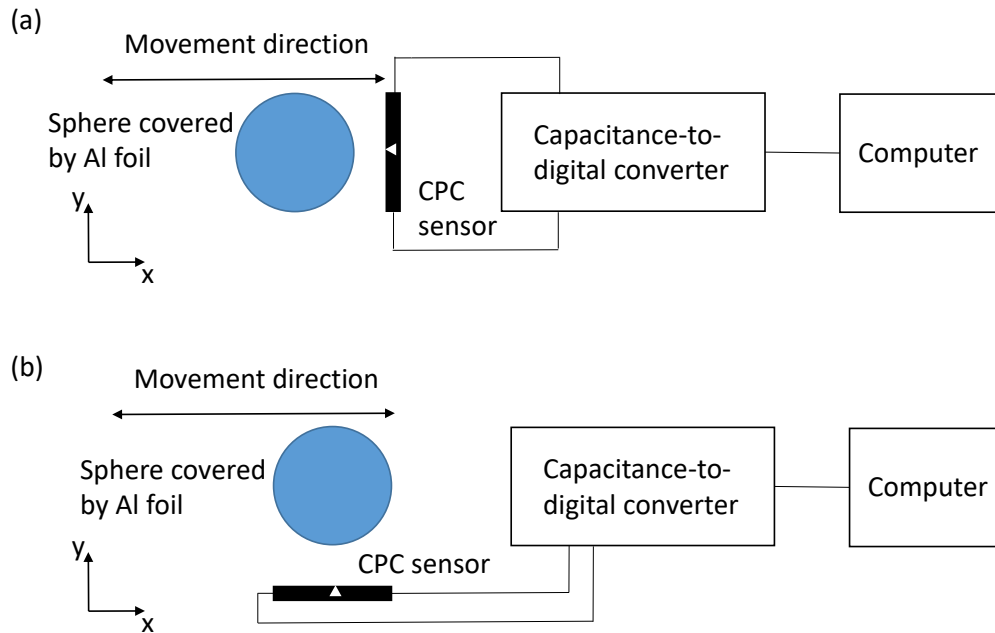 (a)
Movement direction
Sphere covered
by Al foil
y
x
CPC
sensor
Capacitance-to-
digital converter
Computer
(b)
Movement direction
Sphere covered
by Al foil
y
x
CPC sensor
Capacitance-to-
digital converter
Computer